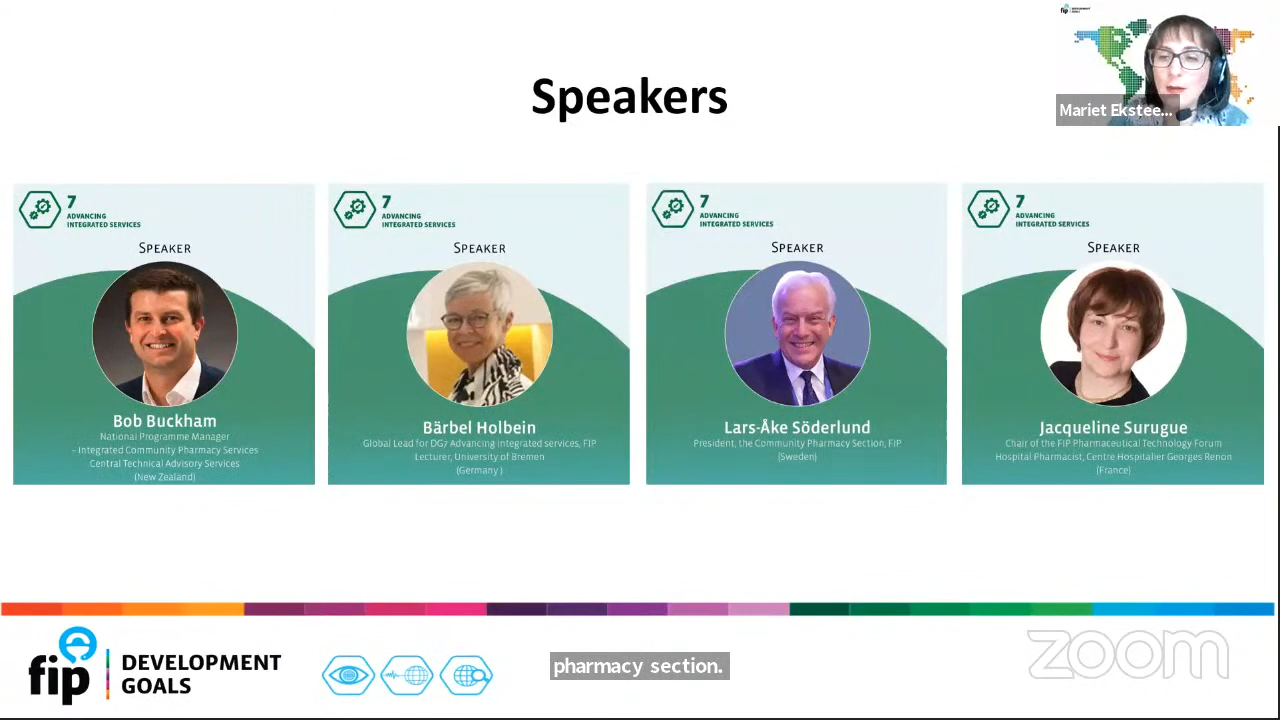 fip DEVELOPMENT GOALS
Mariet Ekstee...
Speakers
7
ADVANCING
INTEGRATED SERVICES
SPEAKER
Bob Buckham
National Programme Manager
– Integrated Community Pharmacy Services
Central Technical Advisory Services
(New Zealand)
7
ADVANCING
INTEGRATED SERVICES
SPEAKER
Bärbel Holbein
Global Lead for DG7 Advancing integrated services, FIP
Lecturer, University of Bremen
(Germany )
7
ADVANCING
INTEGRATED SERVICES
SPEAKER
Lars-Åke Söderlund
President, the Community Pharmacy Section, FIP
(Sweden)
7
ADVANCING
INTEGRATED SERVICES
SPEAKER
Jacqueline Surugue
Chair of the FIP Pharmaceutical Technology Forum
Hospital Pharmacist, Centre Hospitalier Georges Renon
(France)
fip
DEVELOPMENT
GOALS
pharmacy section.
zoom